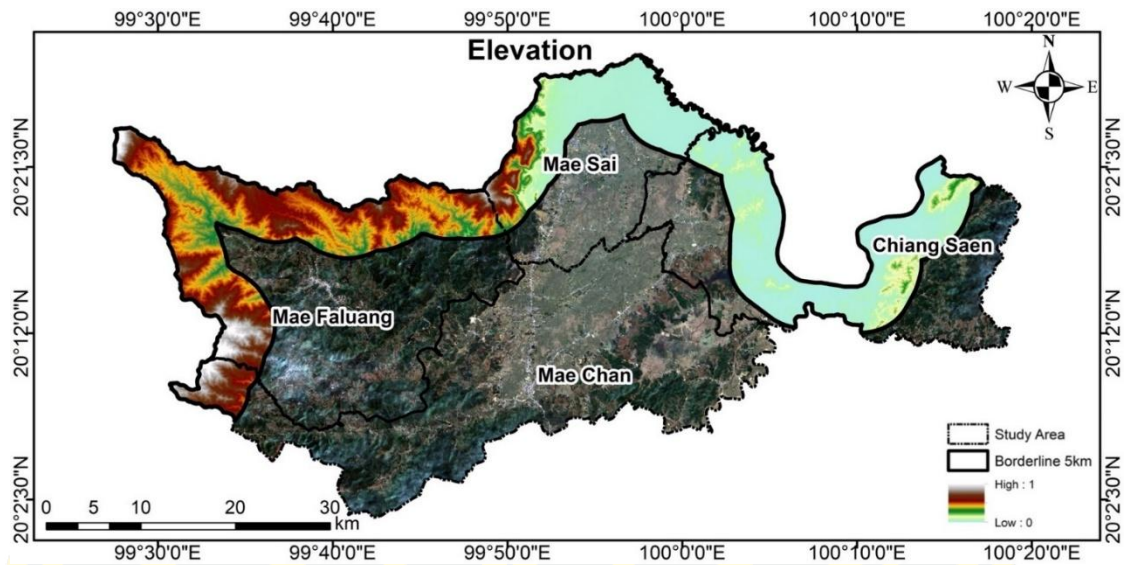 99°30'0"E 99°40'0"E 99°50'0"E 100°0'0"E 100°10'0"E 100°20'0"E
Elevation
N
W E
S
20°21'30"N 20°21'30"N
Mae Sai
Chiang Saen
20°12'0"N 20°12'0"N
Mae Faluang
Mae Chan
Study Area
Borderline 5km
High : 1
Low : 0
20°2'30"N 20°2'30"N
0 5 10 20 30
km
99°30'0"E 99°40'0"E 99°50'0"E 100°0'0"E 100°10'0"E 100°20'0"E